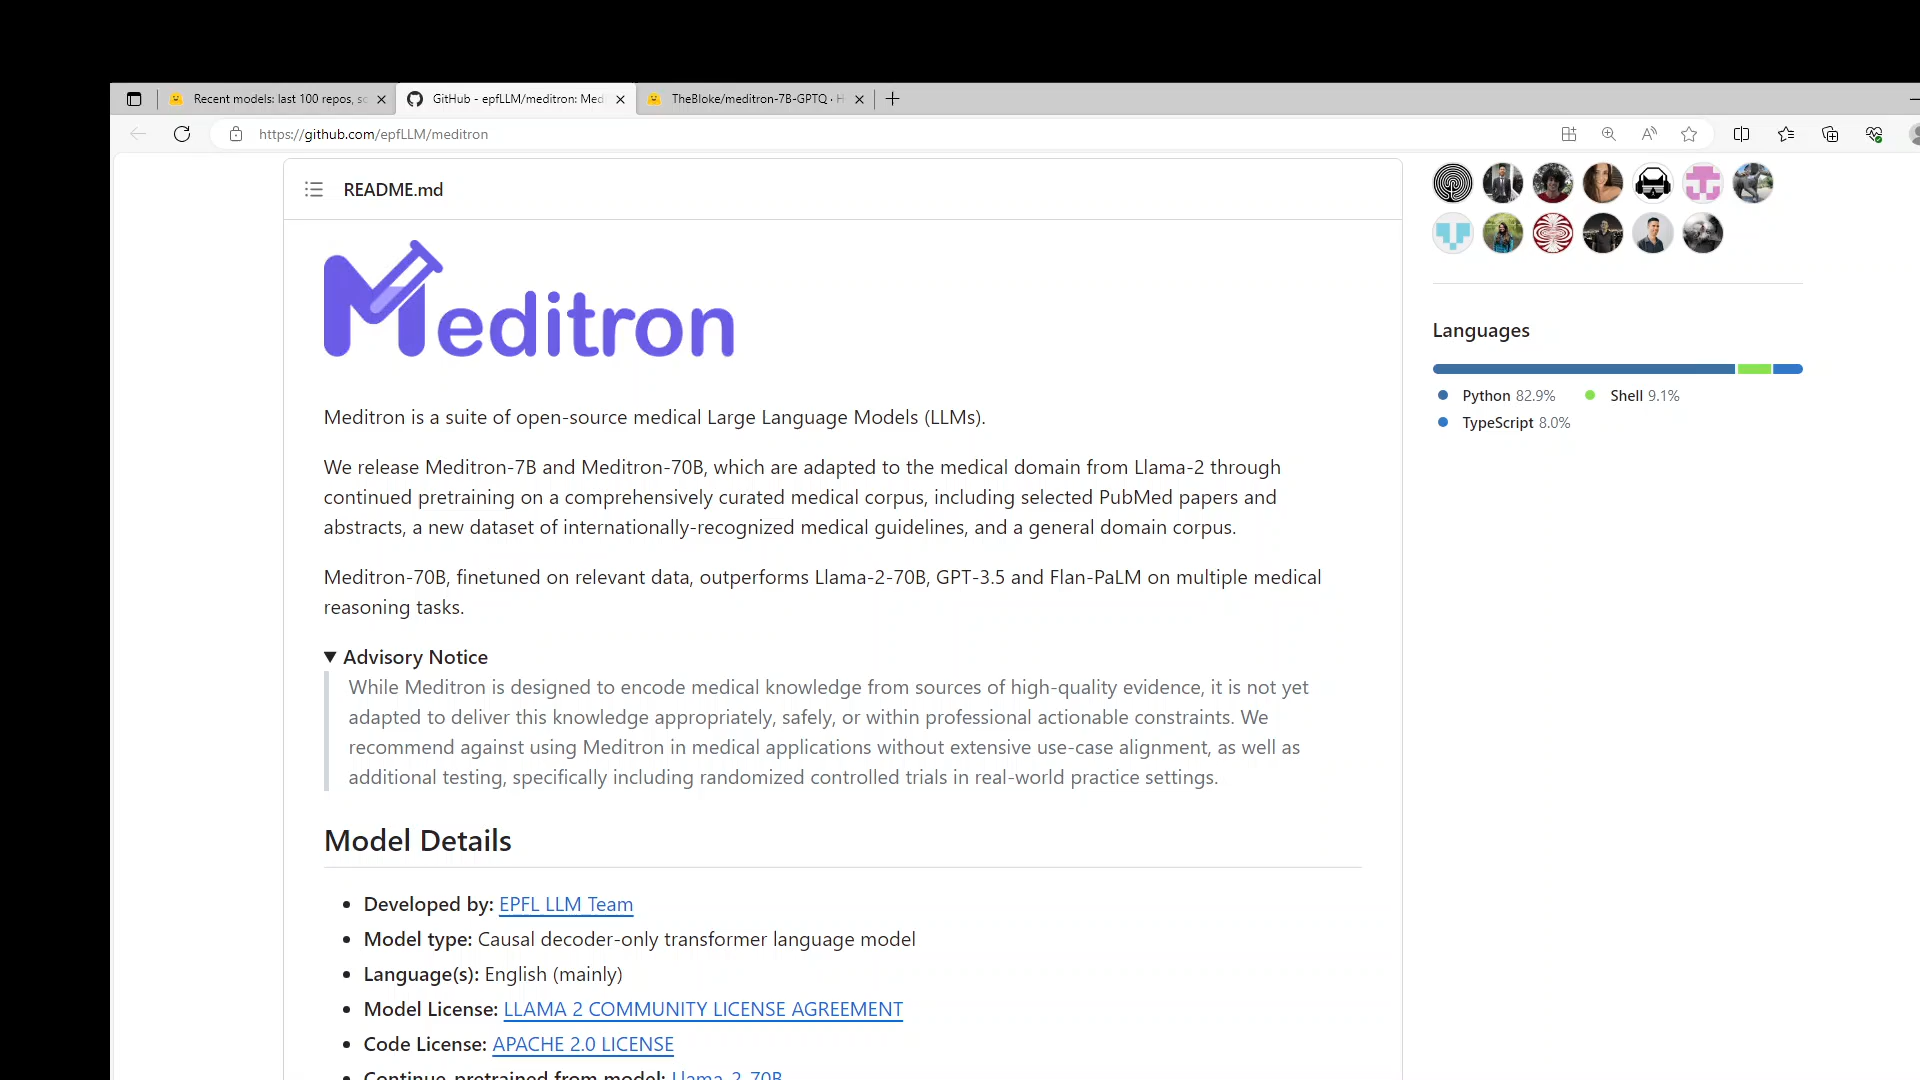 Recent models: last 100 repos, sc
GitHub - epfLLM/meditron: Med
TheBloke/meditron-7B-GPTQ · H
https://github.com/epfLLM/meditron
README.md
Meditron
Meditron is a suite of open-source medical Large Language Models (LLMs).
We release Meditron-7B and Meditron-70B, which are adapted to the medical domain from Llama-2 through
continued pretraining on a comprehensively curated medical corpus, including selected PubMed papers and
abstracts, a new dataset of internationally-recognized medical guidelines, and a general domain corpus.
Meditron-70B, finetuned on relevant data, outperforms Llama-2-70B, GPT-3.5 and Flan-PaLM on multiple medical
reasoning tasks.
Advisory Notice
While Meditron is designed to encode medical knowledge from sources of high-quality evidence, it is not yet
adapted to deliver this knowledge appropriately, safely, or within professional actionable constraints. We
recommend against using Meditron in medical applications without extensive use-case alignment, as well as
additional testing, specifically including randomized controlled trials in real-world practice settings.
Model Details
Developed by: EPFL LLM Team
Model type: Causal decoder-only transformer language model
Language(s): English (mainly)
Model License: LLAMA 2 COMMUNITY LICENSE AGREEMENT
Code License: APACHE 2.0 LICENSE
Continue-pretrained from model: Llama-2-70B
Languages
Python 82.9%
Shell 9.1%
TypeScript 8.0%